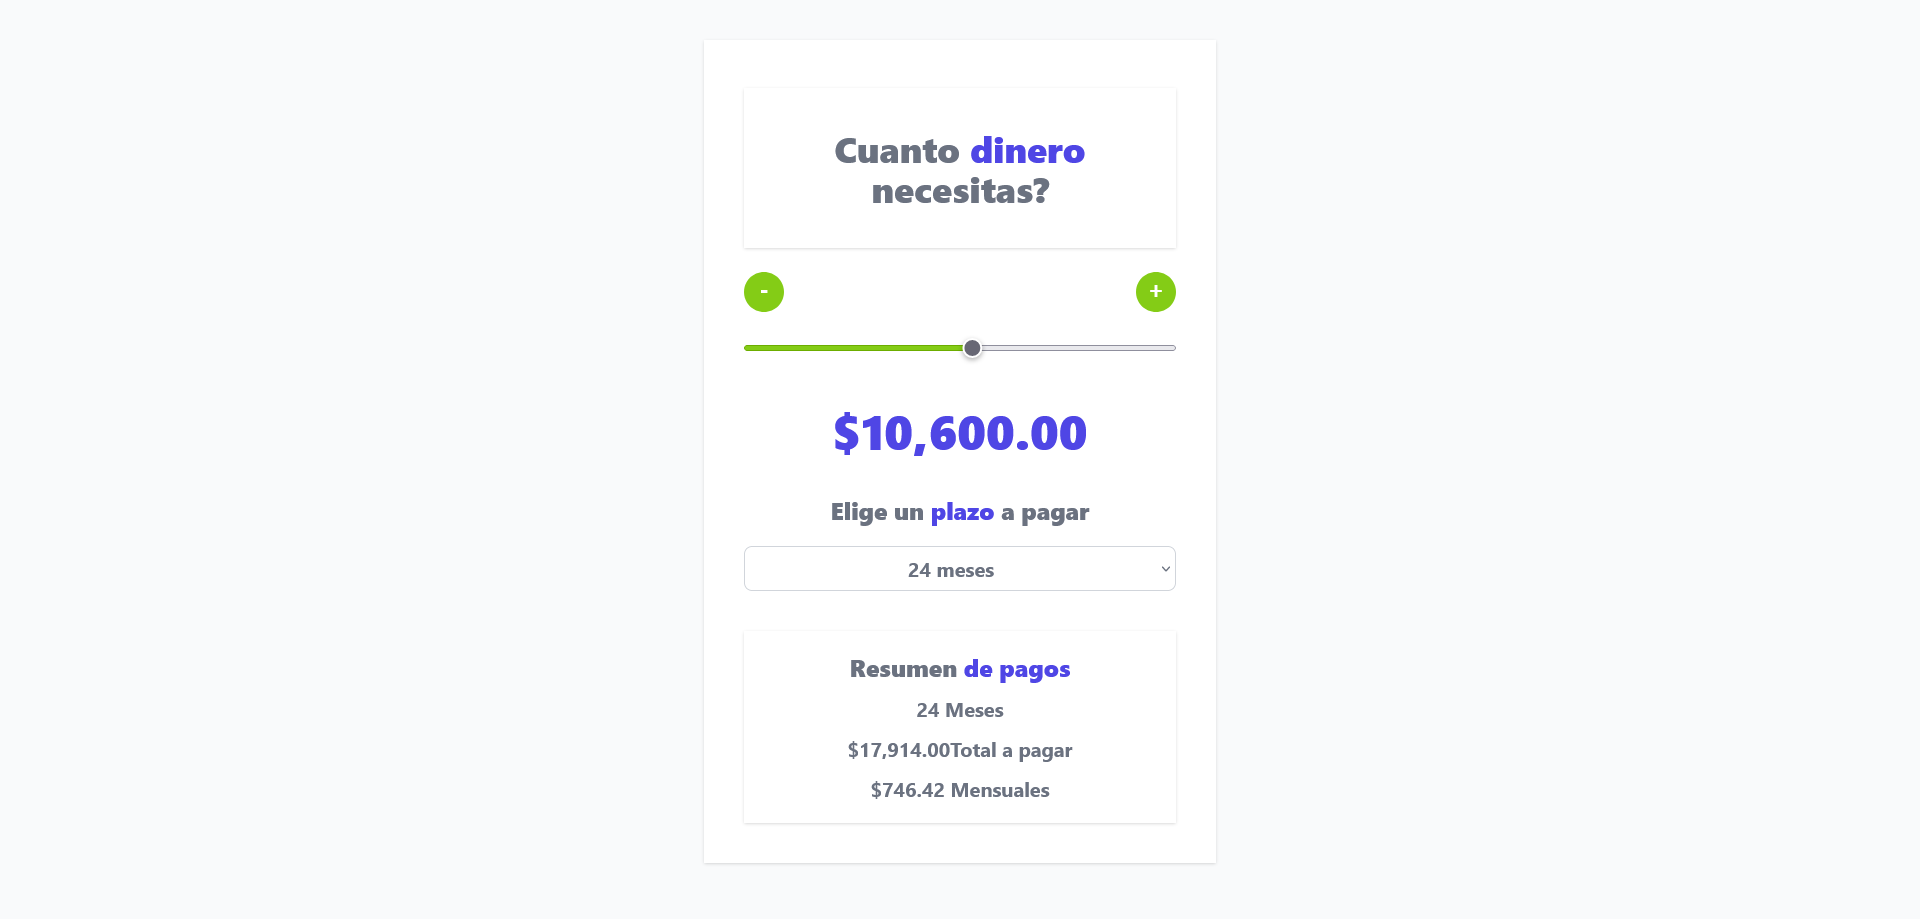 Cuanto dinero
necesitas?
- +
$10,600.00
Elige un plazo a pagar
24 meses
Resumen de pagos
24 Meses
$17,914.00Total a pagar
$746.42 Mensuales